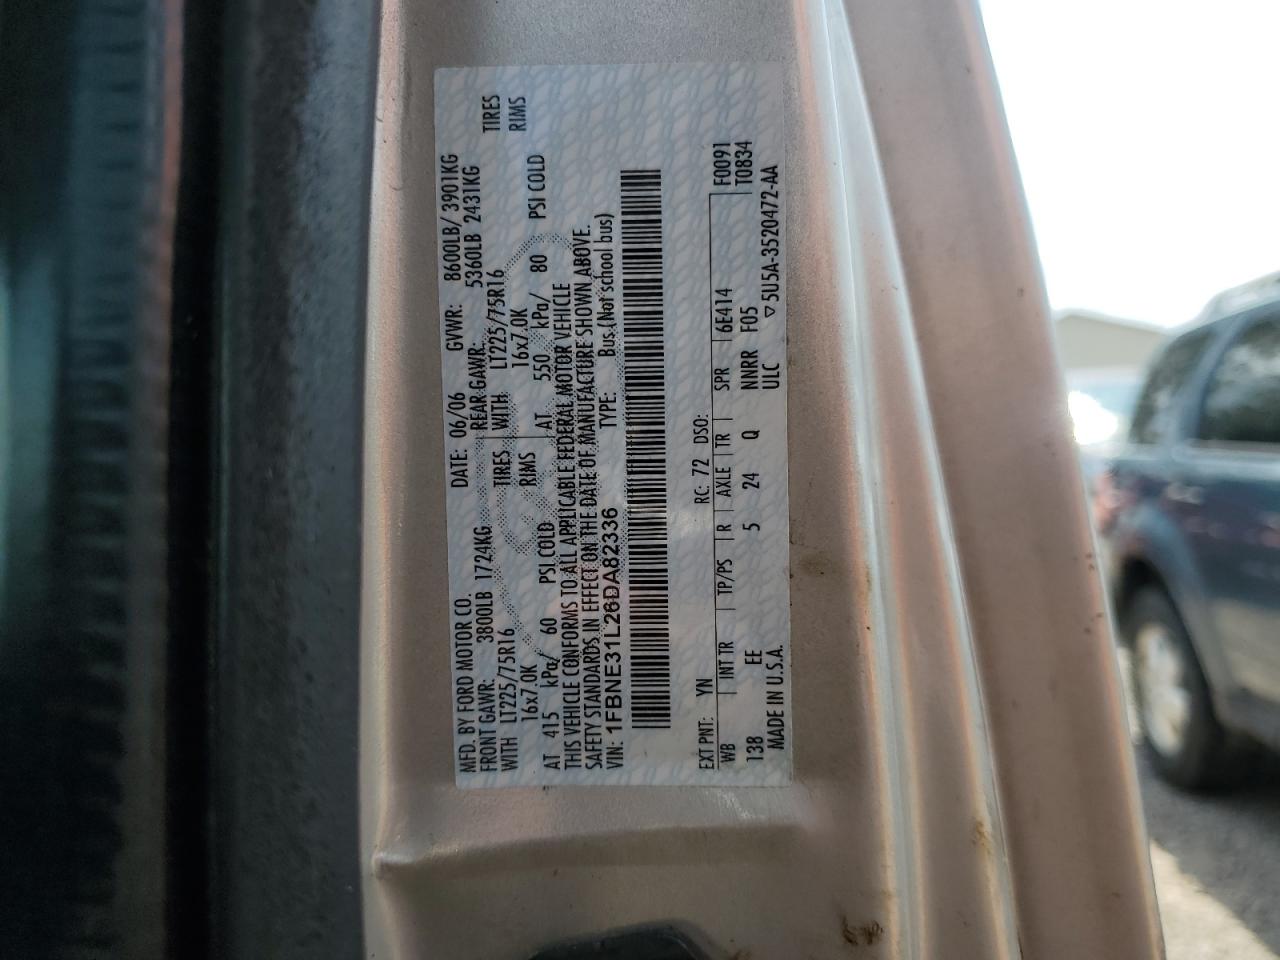 MFD. BY FORD MOTOR CO. DATE: 06/06 GVWR: 8600LB/ 3901KG
FRONT GAWR: 3800LB 1724KG REAR GAWR: 5360LB 2431KG
WITH LT225/75R16 TIRES WITH LT225/75R16 TIRES
16x7.0K RIMS 16x7.0K RIMS
AT 415 kPa/ 60 PSI COLD AT 550 kPa/ 80 PSI COLD
THIS VEHICLE CONFORMS TO ALL APPLICABLE FEDERAL MOTOR VEHICLE
SAFETY STANDARDS IN EFFECT ON THE DATE OF MANUFACTURE SHOWN ABOVE.
VIN: 1FBNE31L26DA82336 TYPE: Bus:(Not school bus)
EXT PNT: YN RC: 72 DSO: F0091
WB INT TR TP/PS R AXLE TR SPR 6E414 T0834
138 EE 5 24 Q NNRR F05
MADE IN U.S.A. ULC ▽5U5A-3520472-AA